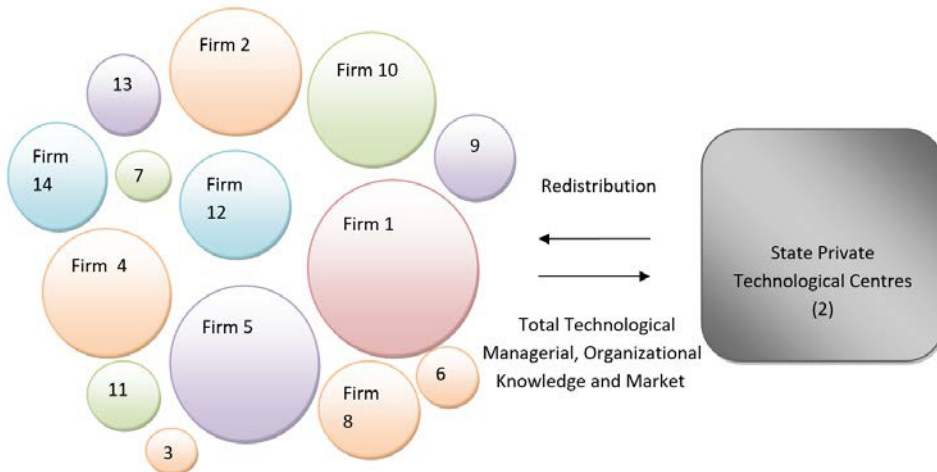 Firm 2
Firm 10
13
9
Firm
14
7
Firm
12
Redistribution
Firm 1
State Private
Technological Centres
(2)
Firm  4
Firm 5
Total Technological
Managerial, Organizational
Knowledge and Market
6
11
Firm
8
3